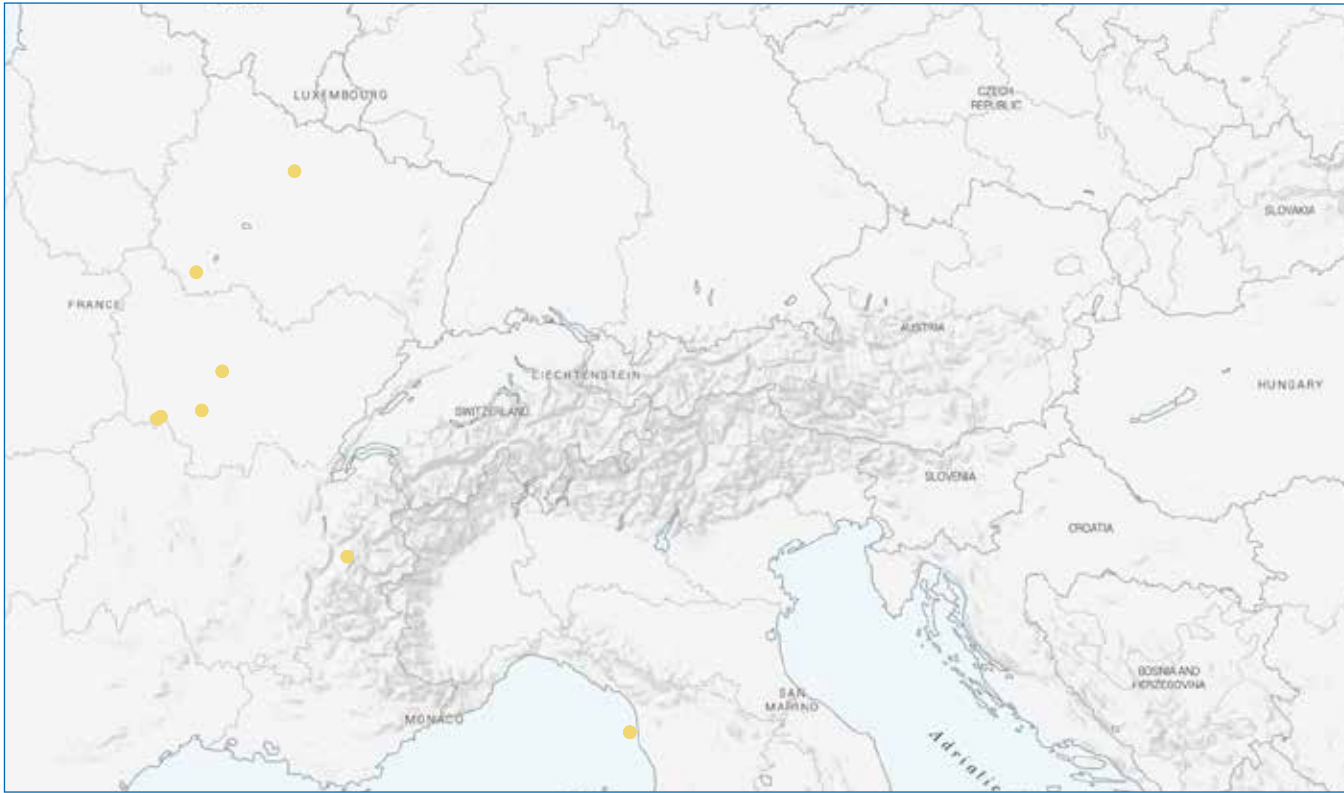 LUXEMBOURG
CZECH
REPUBLIC
SLOVAKIA
FRANCE
AUSTRIA
LIECHTENSTEIN
HUNGARY
SWITZERLAND
SLOVENIA
CROATIA
BOSNIA AND
HERZEGOVINA
SAN
MARINO
MONACO
Adriatic